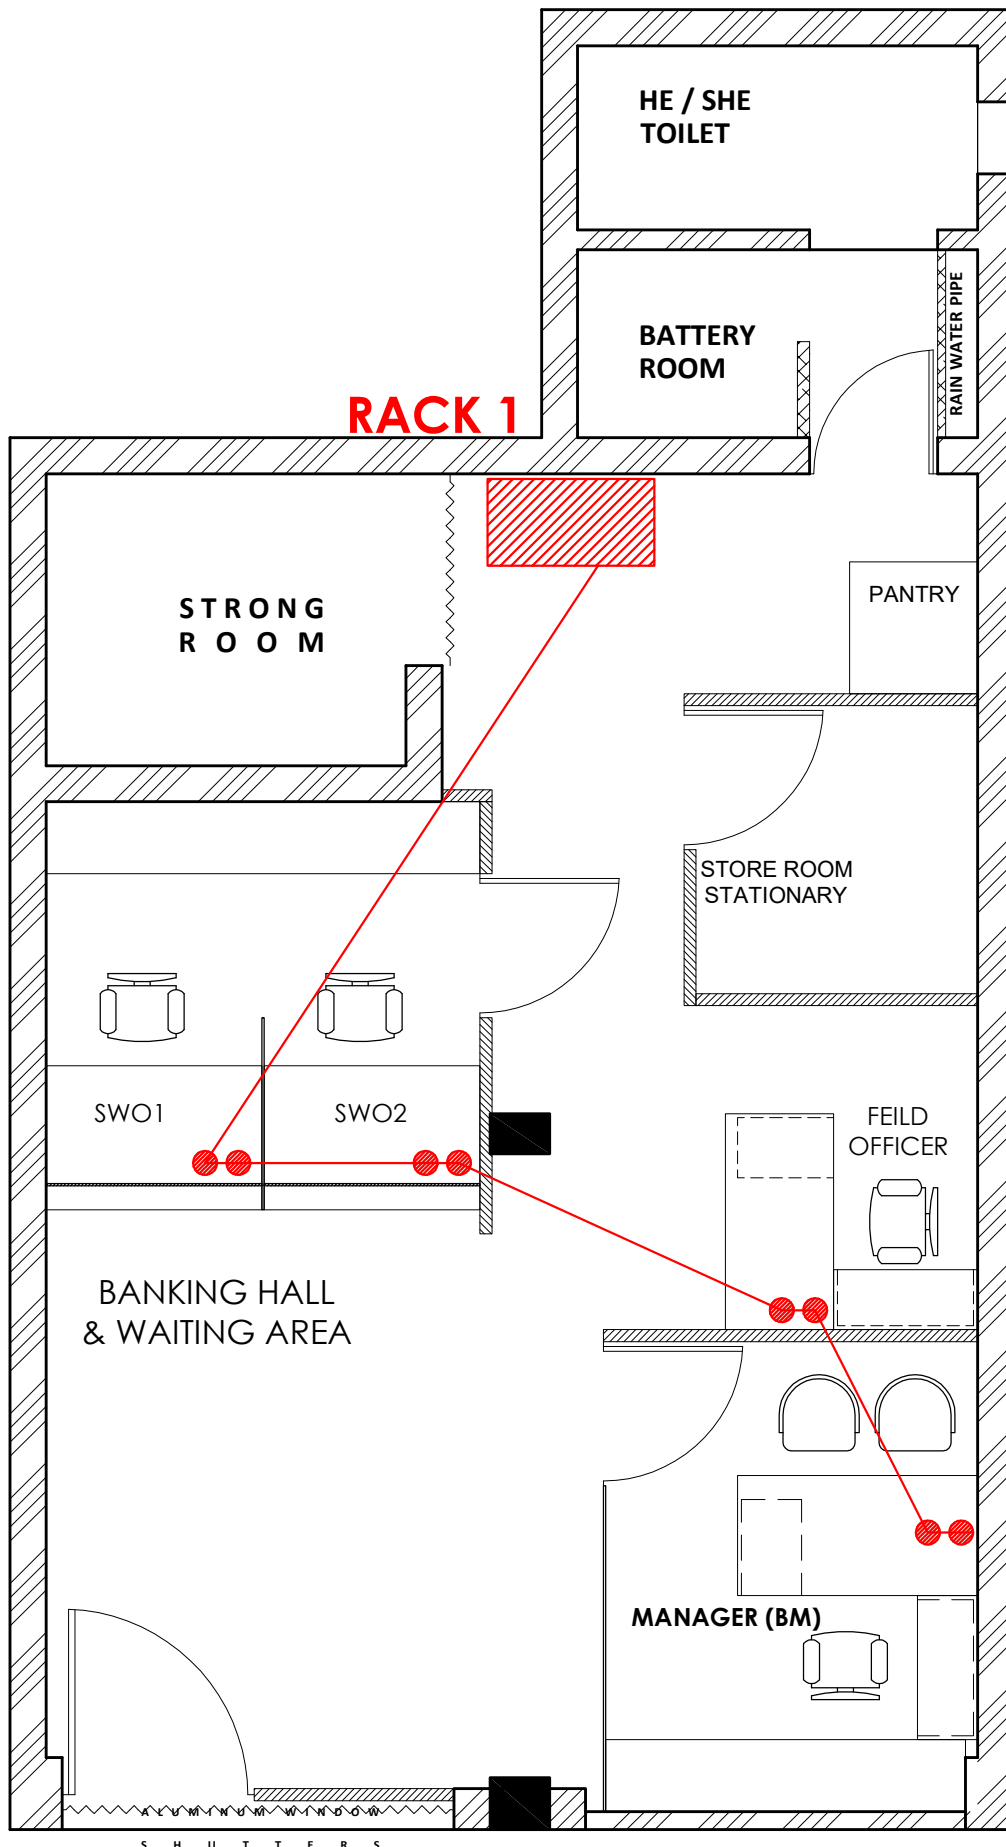 HE / SHE
TOILET
BATTERY
ROOM
RAIN WATER PIPE
RACK 1
STRONG
ROOM
PANTRY
STORE ROOM
STATIONARY
SWO1
SWO2
FEILD
OFFICER
BANKING HALL
& WAITING AREA
MANAGER (BM)
ALUMINUM WINDOW
SHUTTERS